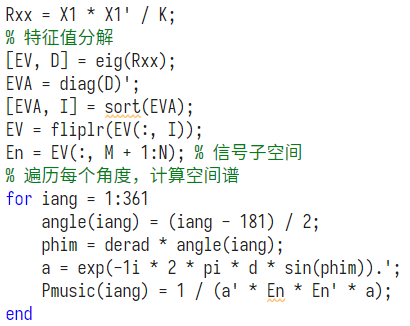 Rxx = X1 * X1' / K;
% 特征值分解
[EV, D] = eig(Rxx);
EVA = diag(D)';
[EVA, I] = sort(EVA);
EV = fliplr(EV(:, I));
En = EV(:, M + 1:N); % 信号子空间
% 遍历每个角度，计算空间谱
for iang = 1:361
    angle(iang) = (iang - 181) / 2;
    phim = derad * angle(iang);
    a = exp(-1i * 2 * pi * d * sin(phim)).';
    Pmusic(iang) = 1 / (a' * En * En' * a);
end